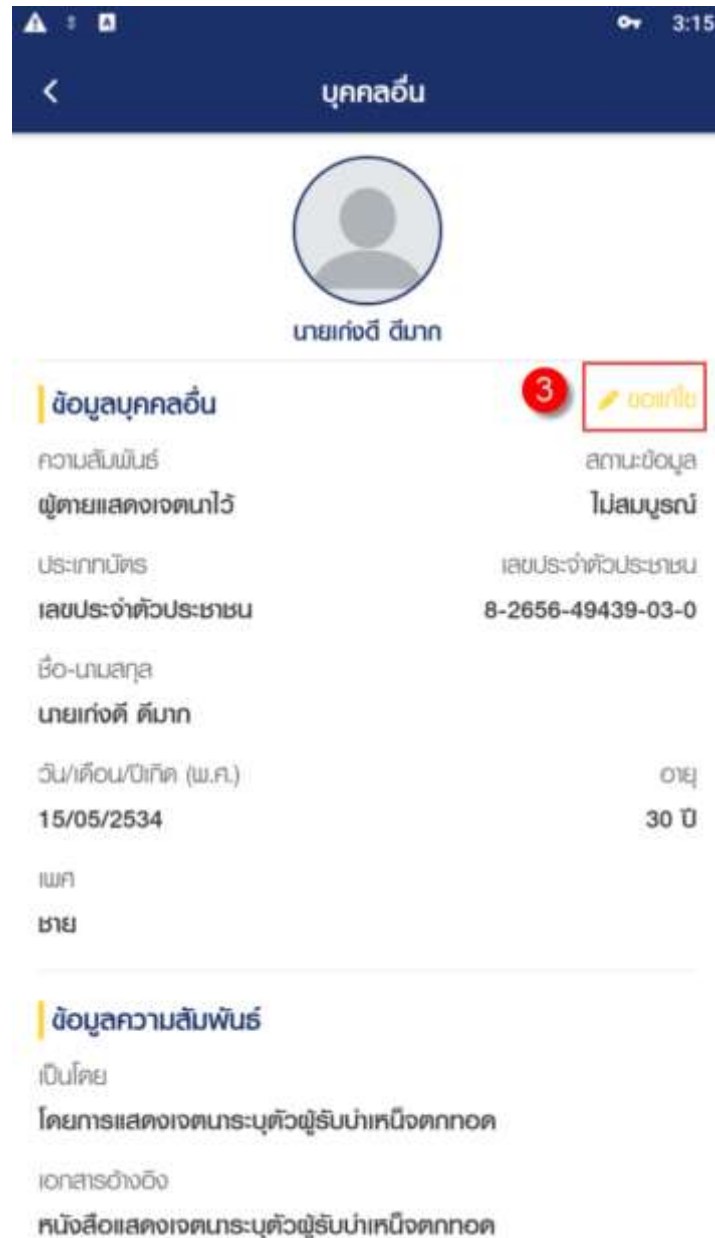 3:15
บุคคลอื่น
นายเก่งดี ดีมาก
ข้อมูลบุคคลอื่น 3 ขอแก้ไข
ความสัมพันธ์ สถานะข้อมูล
ผู้ตายแสดงเจตนาไว้ ไม่สมบูรณ์
ประเภทบัตร เลขประจำตัวประชาชน
เลขประจำตัวประชาชน 8-2656-49439-03-0
ชื่อ-นามสกุล
นายเก่งดี ดีมาก
วัน/เดือน/ปีเกิด (พ.ศ.) อายุ
15/05/2534 30 ปี
เพศ
ชาย
ข้อมูลความสัมพันธ์
เป็นโดย
โดยการแสดงเจตนาระบุตัวผู้รับบำเหน็จตกทอด
เอกสารอ้างอิง
หนังสือแสดงเจตนาระบุตัวผู้รับบำเหน็จตกทอด